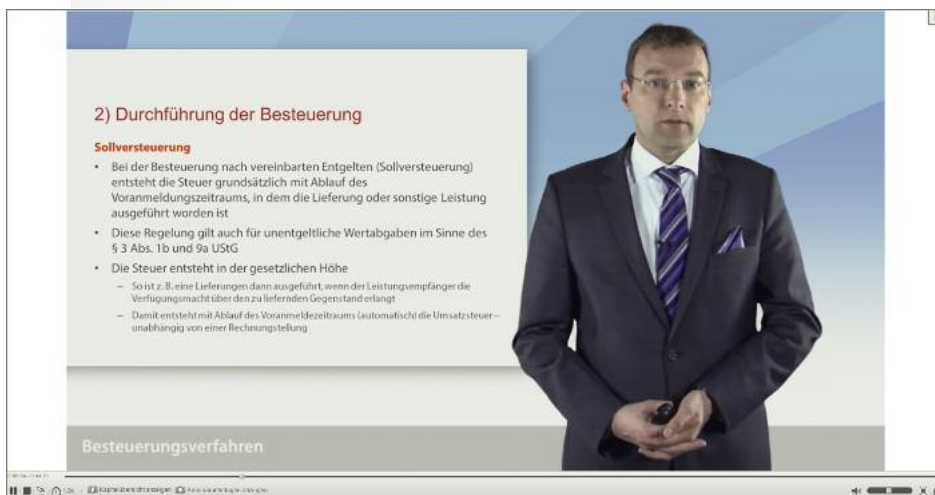 2) Durchführung der Besteuerung
Sollversteuerung
• Bei der Besteuerung nach vereinbarten Entgelten (Sollversteuerung)
entsteht die Steuer grundsätzlich mit Ablauf des
Voranmeldungszeitraums, in dem die Lieferung oder sonstige Leistung
ausgeführt worden ist
• Diese Regelung gilt auch für unentgeltliche Wertabgaben im Sinne des
§ 3 Abs. 1b und 9a UStG
• Die Steuer entsteht in der gesetzlichen Höhe
– So ist z. B. eine Lieferungen dann ausgeführt, wenn der Leistungsempfänger die
Verfügungsmacht über den zu liefernden Gegenstand erlangt
– Damit entsteht mit Ablauf des Voranmeldezeitraums (automatisch) die Umsatzsteuer –
unabhängig von einer Rechnungstellung
Besteuerungsverfahren
Kapitelübersicht anzeigen